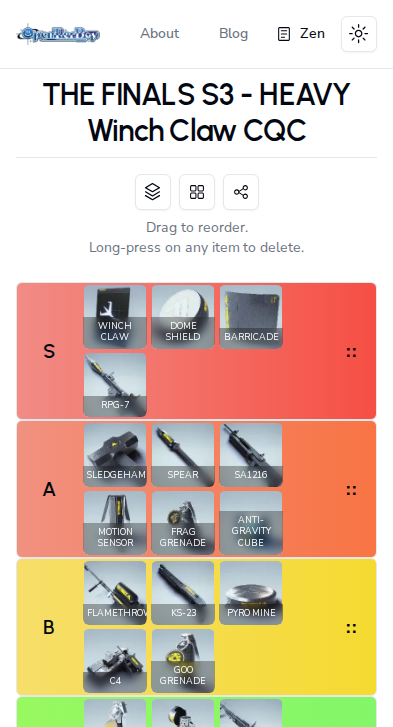 OpenTierBoy
About
Blog
Zen
THE FINALS S3 - HEAVY
Winch Claw CQC
Drag to reorder.
Long-press on any item to delete.
S
WINCH
CLAW
DOME
SHIELD
BARRICADE
RPG-7
::
A
SLEDGEHAM
SPEAR
SA1216
MOTION
SENSOR
FRAG
GRENADE
ANTI-
GRAVITY
CUBE
::
B
FLAMETHROW
KS-23
PYRO MINE
C4
GOO
GRENADE
::